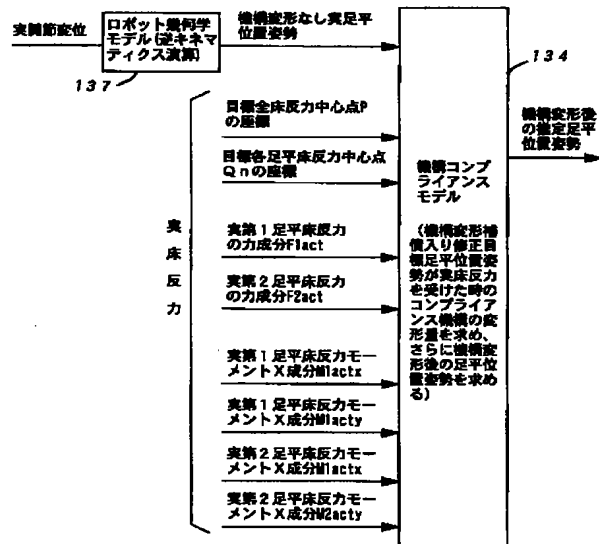 実関節変位
ロボット幾何学
モデル(逆キネマ
ティクス演算)
137
機構変形なし実足平
位置姿勢
134
目標全床反力中心点P
の座標
目標各足平床反力中心点
Qnの座標
実床反力
実第1足平床反力
の力成分F1act
実第2足平床反力
の力成分F2act
実第1足平床反力モー
メントX成分M1actx
実第1足平床反力モー
メントX成分M1acty
実第2足平床反力モー
メントX成分M1actx
実第2足平床反力モー
メントX成分M2acty
機構コンプ
ライアンス
モデル
(機構変形補
償入り修正目
標足平位置姿
勢が実床反力
を受けた時の
コンプライア
ンス機構の変
形量を求め、
さらに機構変
形後の足平位
置姿勢を求め
る)
機構変形後
の推定足平
位置姿勢